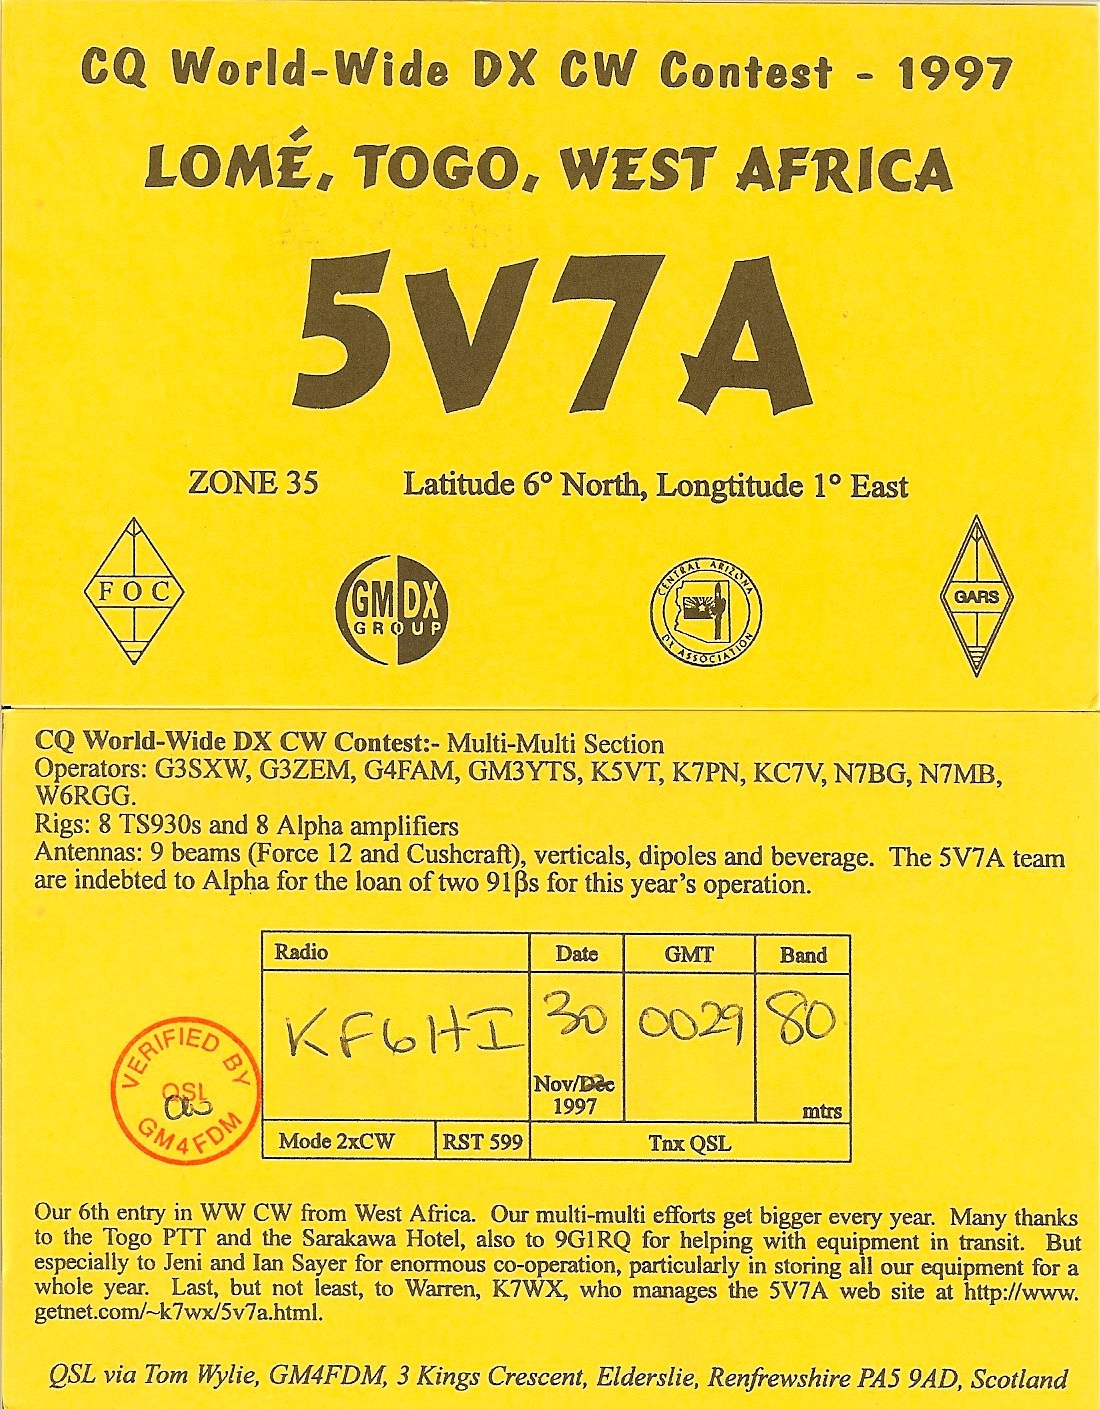 CQ World-Wide DX CW Contest - 1997
LOMÉ, TOGO, WEST AFRICA
5V7A
ZONE 35 Latitude 6° North, Longtitude 1° East
FOC
GMDX
GROUP
CENTRAL ARIZONA
DX ASSOCIATION
GARS
CQ World-Wide DX CW Contest:- Multi-Multi Section
Operators: G3SXW, G3ZEM, G4FAM, GM3YTS, K5VT, K7PN, KC7V, N7BG, N7MB,
W6RGG.
Rigs: 8 TS930s and 8 Alpha amplifiers
Antennas: 9 beams (Force 12 and Cushcraft), verticals, dipoles and beverage. The 5V7A team
are indebted to Alpha for the loan of two 91βs for this year's operation.
Radio Date GMT Band
KF6HI 30 0029 80
Nov/Dec
1997 mtrs
Mode 2xCW RST 599 Tnx QSL
VERIFIED BY
QSL
GM4FDM
Our 6th entry in WW CW from West Africa. Our multi-multi efforts get bigger every year. Many thanks
to the Togo PTT and the Sarakawa Hotel, also to 9G1RQ for helping with equipment in transit. But
especially to Jeni and Ian Sayer for enormous co-operation, particularly in storing all our equipment for a
whole year. Last, but not least, to Warren, K7WX, who manages the 5V7A web site at http://www.
getnet.com/~k7wx/5v7a.html.
QSL via Tom Wylie, GM4FDM, 3 Kings Crescent, Elderslie, Renfrewshire PA5 9AD, Scotland